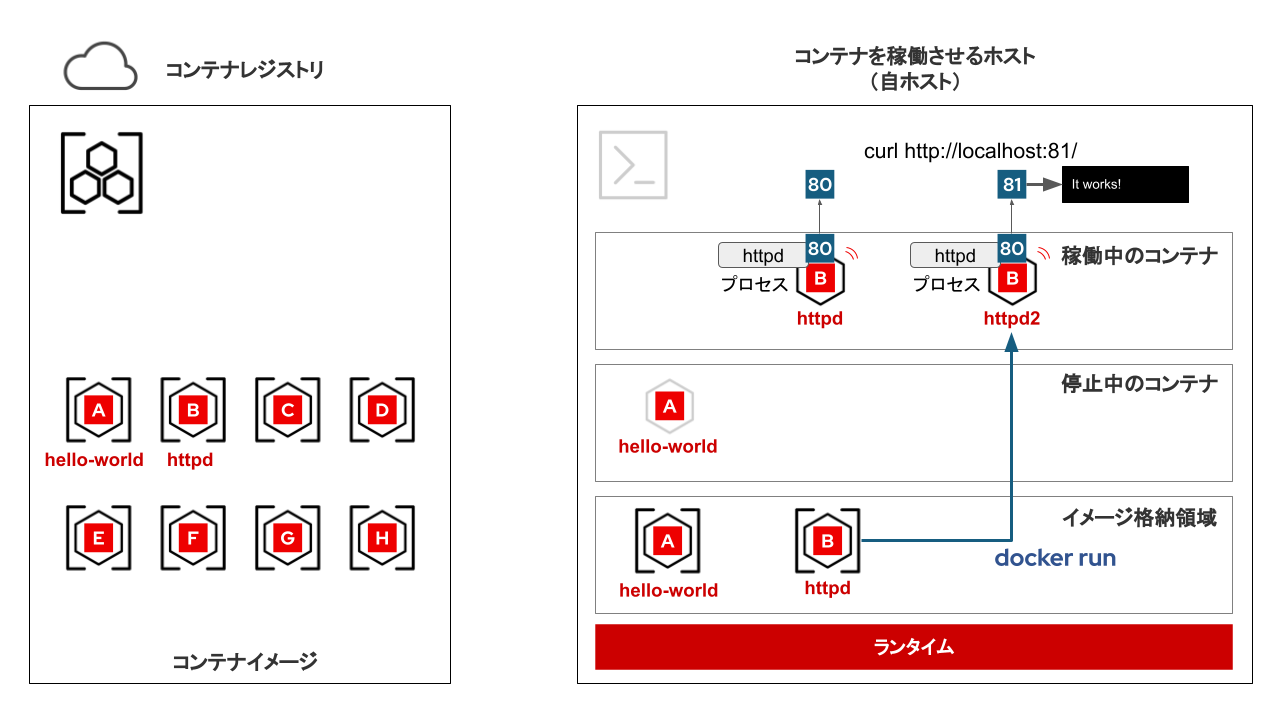 コンテナレジストリ
A
B
C
D
hello-world
httpd
E
F
G
H
コンテナイメージ
コンテナを稼働させるホスト
（自ホスト）
curl http://localhost:81/
80
81
It works!
httpd
80
httpd
80
稼働中のコンテナ
プロセス
B
プロセス
B
httpd
httpd2
停止中のコンテナ
A
hello-world
イメージ格納領域
A
B
docker run
hello-world
httpd
ランタイム